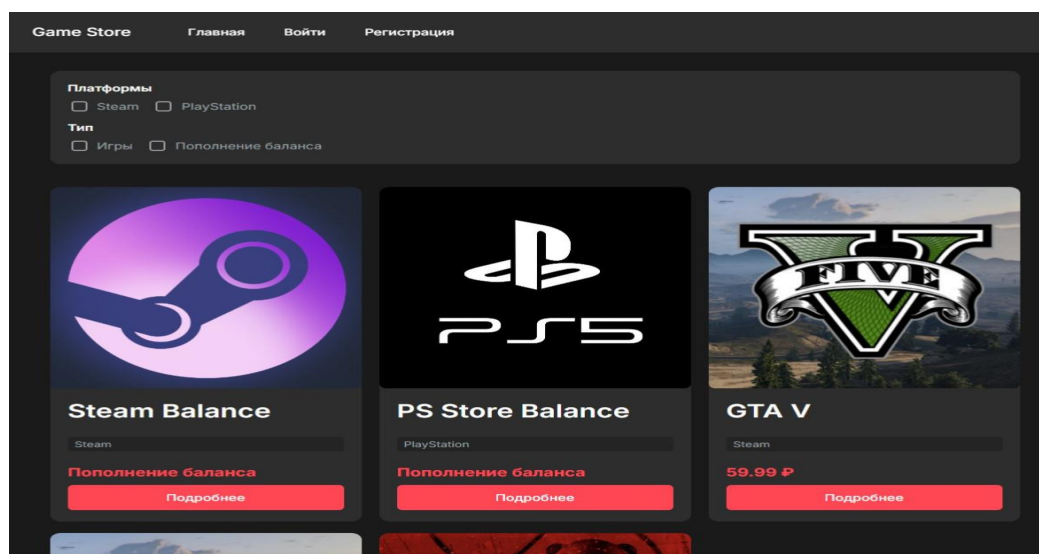 Game Store Главная Войти Регистрация
Платформы
Steam PlayStation
Тип
Игры Пополнение баланса
PS5
FIVE
Steam Balance PS Store Balance GTA V
Steam PlayStation Steam
Пополнение баланса Пополнение баланса 59.99 ₽
Подробнее Подробнее Подробнее